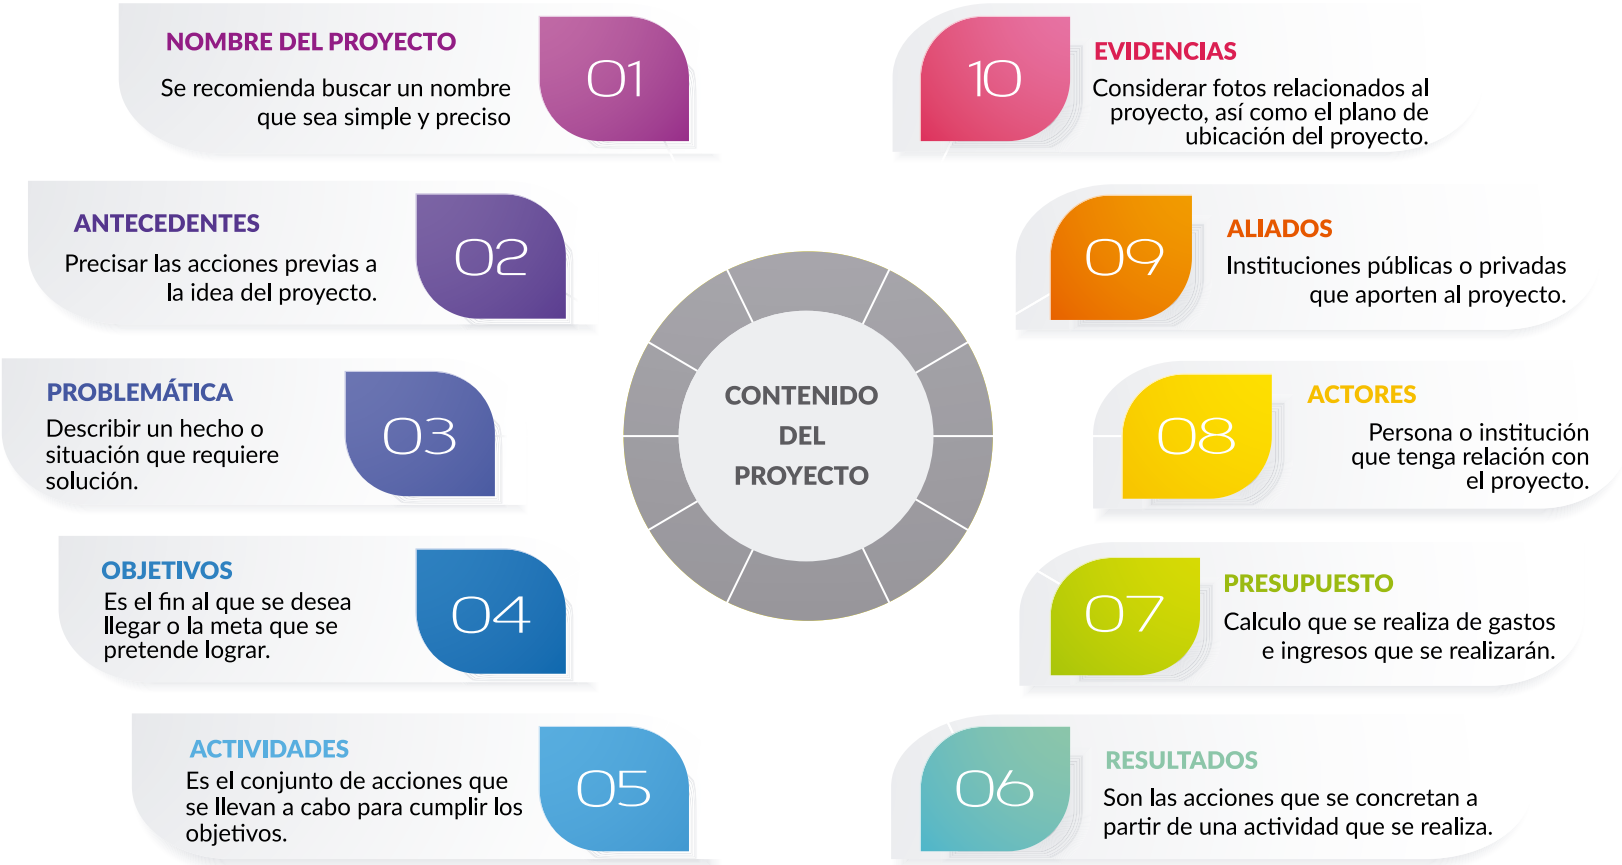 NOMBRE DEL PROYECTO
Se recomienda buscar un nombre
que sea simple y preciso
01
ANTECEDENTES
Precisar las acciones previas a
la idea del proyecto.
02
PROBLEMÁTICA
Describir un hecho o
situación que requiere
solución.
03
OBJETIVOS
Es el fin al que se desea
llegar o la meta que se
pretende lograr.
04
ACTIVIDADES
Es el conjunto de acciones que
se llevan a cabo para cumplir los
objetivos.
05
CONTENIDO
DEL
PROYECTO
10
EVIDENCIAS
Considerar fotos relacionados al
proyecto, así como el plano de
ubicación del proyecto.
09
ALIADOS
Instituciones públicas o privadas
que aporten al proyecto.
08
ACTORES
Persona o institución
que tenga relación con
el proyecto.
07
PRESUPUESTO
Calculo que se realiza de gastos
e ingresos que se realizarán.
06
RESULTADOS
Son las acciones que se concretan a
partir de una actividad que se realiza.